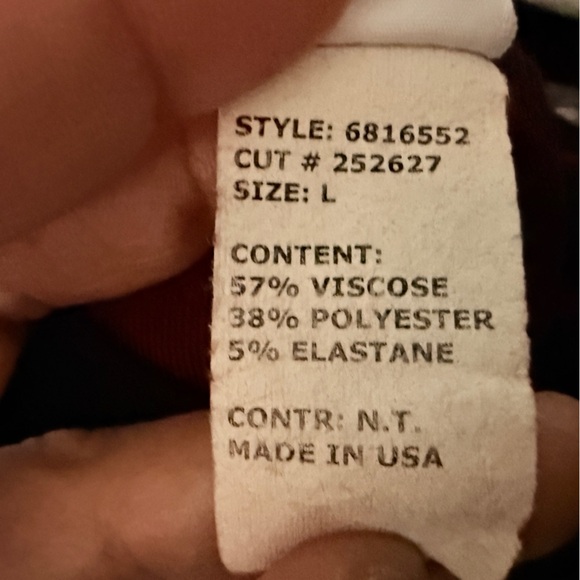 STYLE: 6816552
CUT # 252627
SIZE: L
CONTENT:
57% VISCOSE
38% POLYESTER
5% ELASTANE
CONTR: N.T.
MADE IN USA